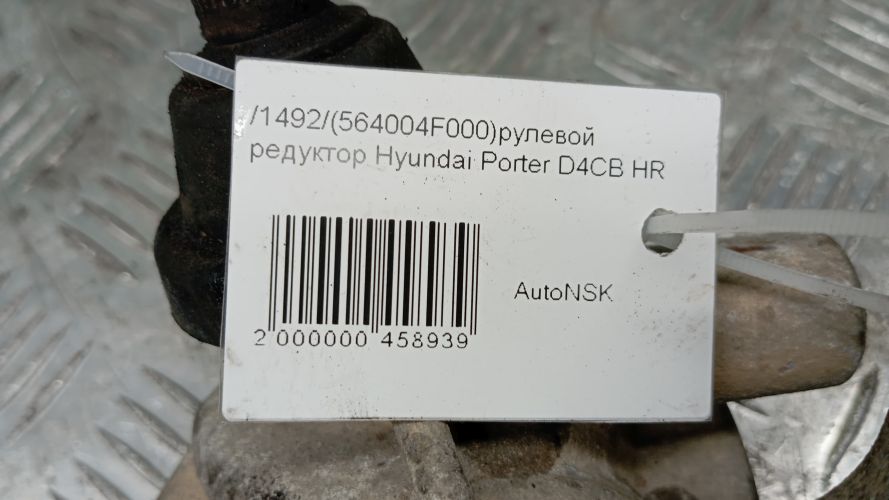 /1492/(564004F000)рулевой
редуктор Hyundai Porter D4CB HR
AutoNSK
2 000000 458939